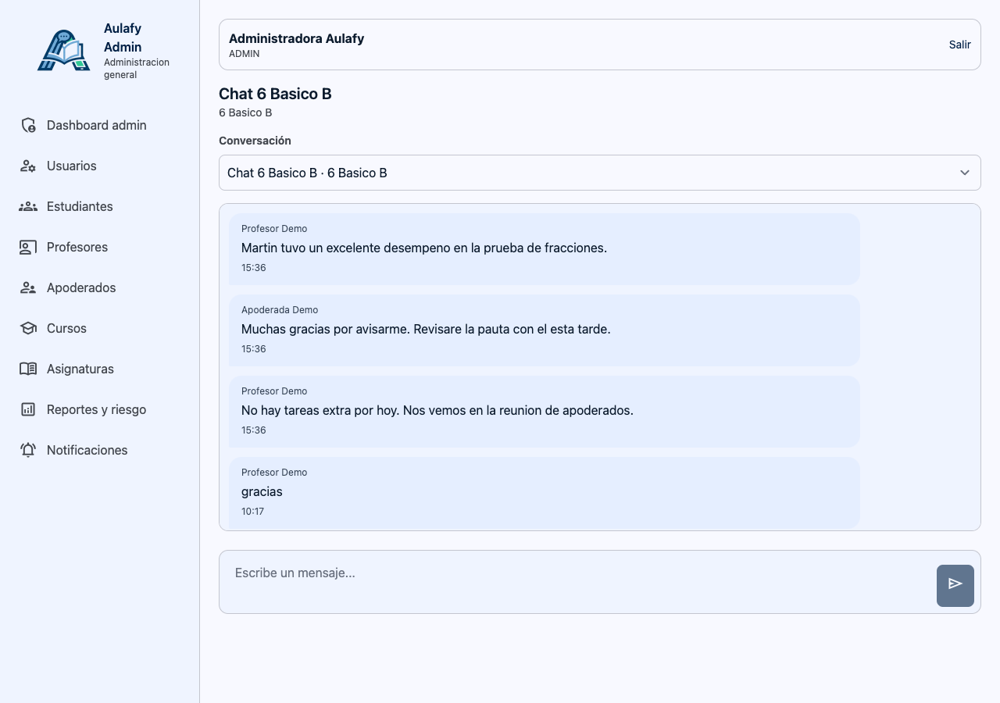 Aulafy
Admin
Administracion
general
Dashboard admin
Usuarios
Estudiantes
Profesores
Apoderados
Cursos
Asignaturas
Reportes y riesgo
Notificaciones
Administradora Aulafy
ADMIN
Salir
Chat 6 Basico B
6 Basico B
Conversación
Chat 6 Basico B · 6 Basico B
Profesor Demo
Martin tuvo un excelente desempeno en la prueba de fracciones.
15:36
Apoderada Demo
Muchas gracias por avisarme. Revisare la pauta con el esta tarde.
15:36
Profesor Demo
No hay tareas extra por hoy. Nos vemos en la reunion de apoderados.
15:36
Profesor Demo
gracias
10:17
Escribe un mensaje...